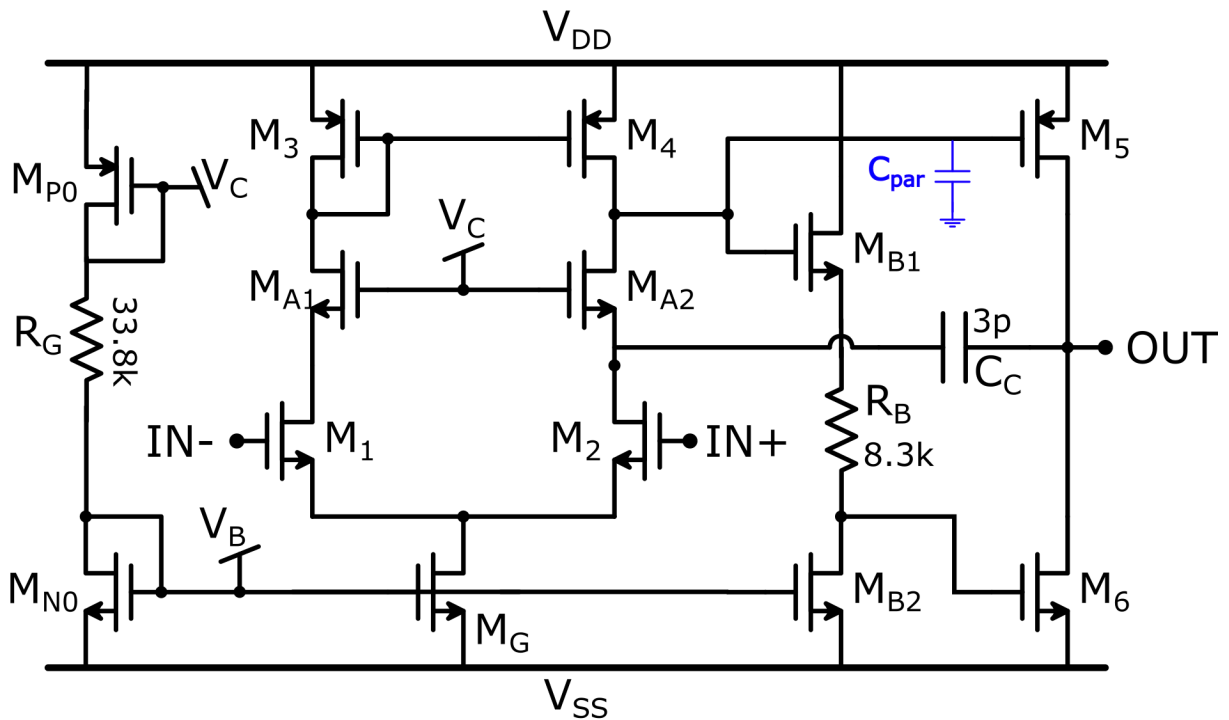 VDD
M3
M4
M5
MP0
VC
Cpar
VC
MB1
MA1
MA2
RG
33.8k
3p
OUT
CC
RB
8.3k
IN-
M1
M2
IN+
VB
MN0
MG
MB2
M6
VSS